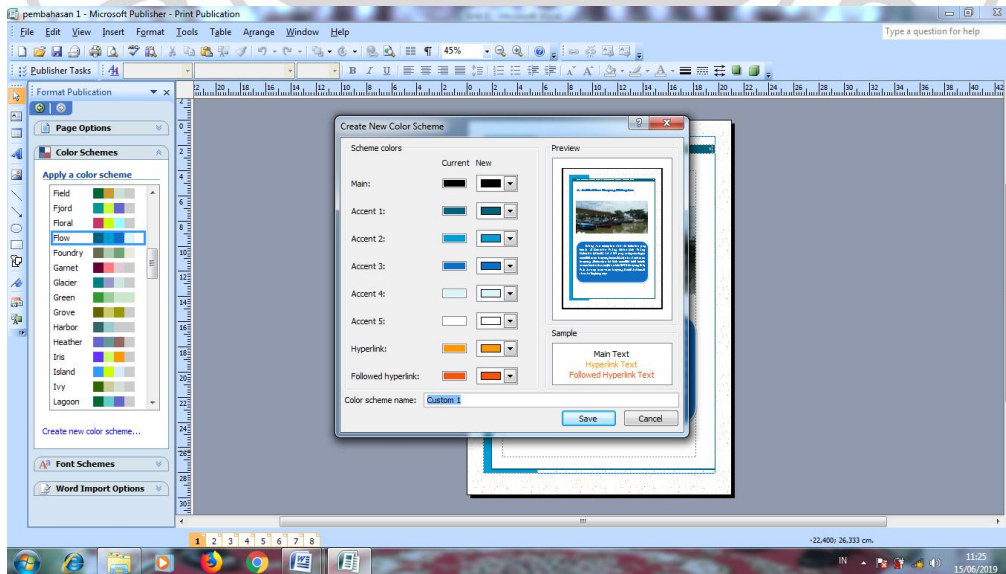 pembahasan 1 - Microsoft Publisher - Print Publication
File Edit View Insert Format Tools Table Arrange Window Help
Type a question for help
45%
Publisher Tasks
Format Publication
Page Options
Color Schemes
Apply a color scheme
Field
Fjord
Floral
Flow
Foundry
Garnet
Glacier
Green
Grove
Harbor
Heather
Iris
Island
Ivy
Lagoon
Create new color scheme...
Font Schemes
Word Import Options
Create New Color Scheme
Scheme colors
Current New
Main:
Accent 1:
Accent 2:
Accent 3:
Accent 4:
Accent 5:
Hyperlink:
Followed hyperlink:
Preview
Sample
Main Text
Hyperlink Text
Followed Hyperlink Text
Color scheme name: Custom 1
Save Cancel
1 2 3 4 5 6 7 8
-22,400; 26,333 cm.
IN
11:25
15/06/2019